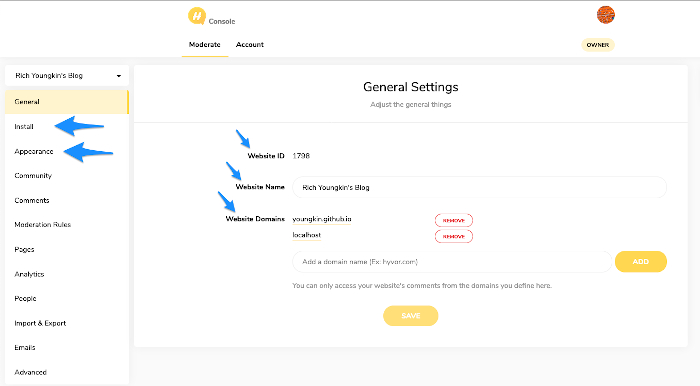 H Console
Moderate Account
OWNER
Rich Youngkin's Blog
General
Install
Appearance
Community
Comments
Moderation Rules
Pages
Analytics
People
Import & Export
Emails
Advanced
General Settings
Adjust the general things
Website ID 1798
Website Name Rich Youngkin's Blog
Website Domains youngkin.github.io REMOVE
localhost REMOVE
Add a domain name (Ex: hyvor.com) ADD
You can only access your website's comments from the domains you define here.
SAVE